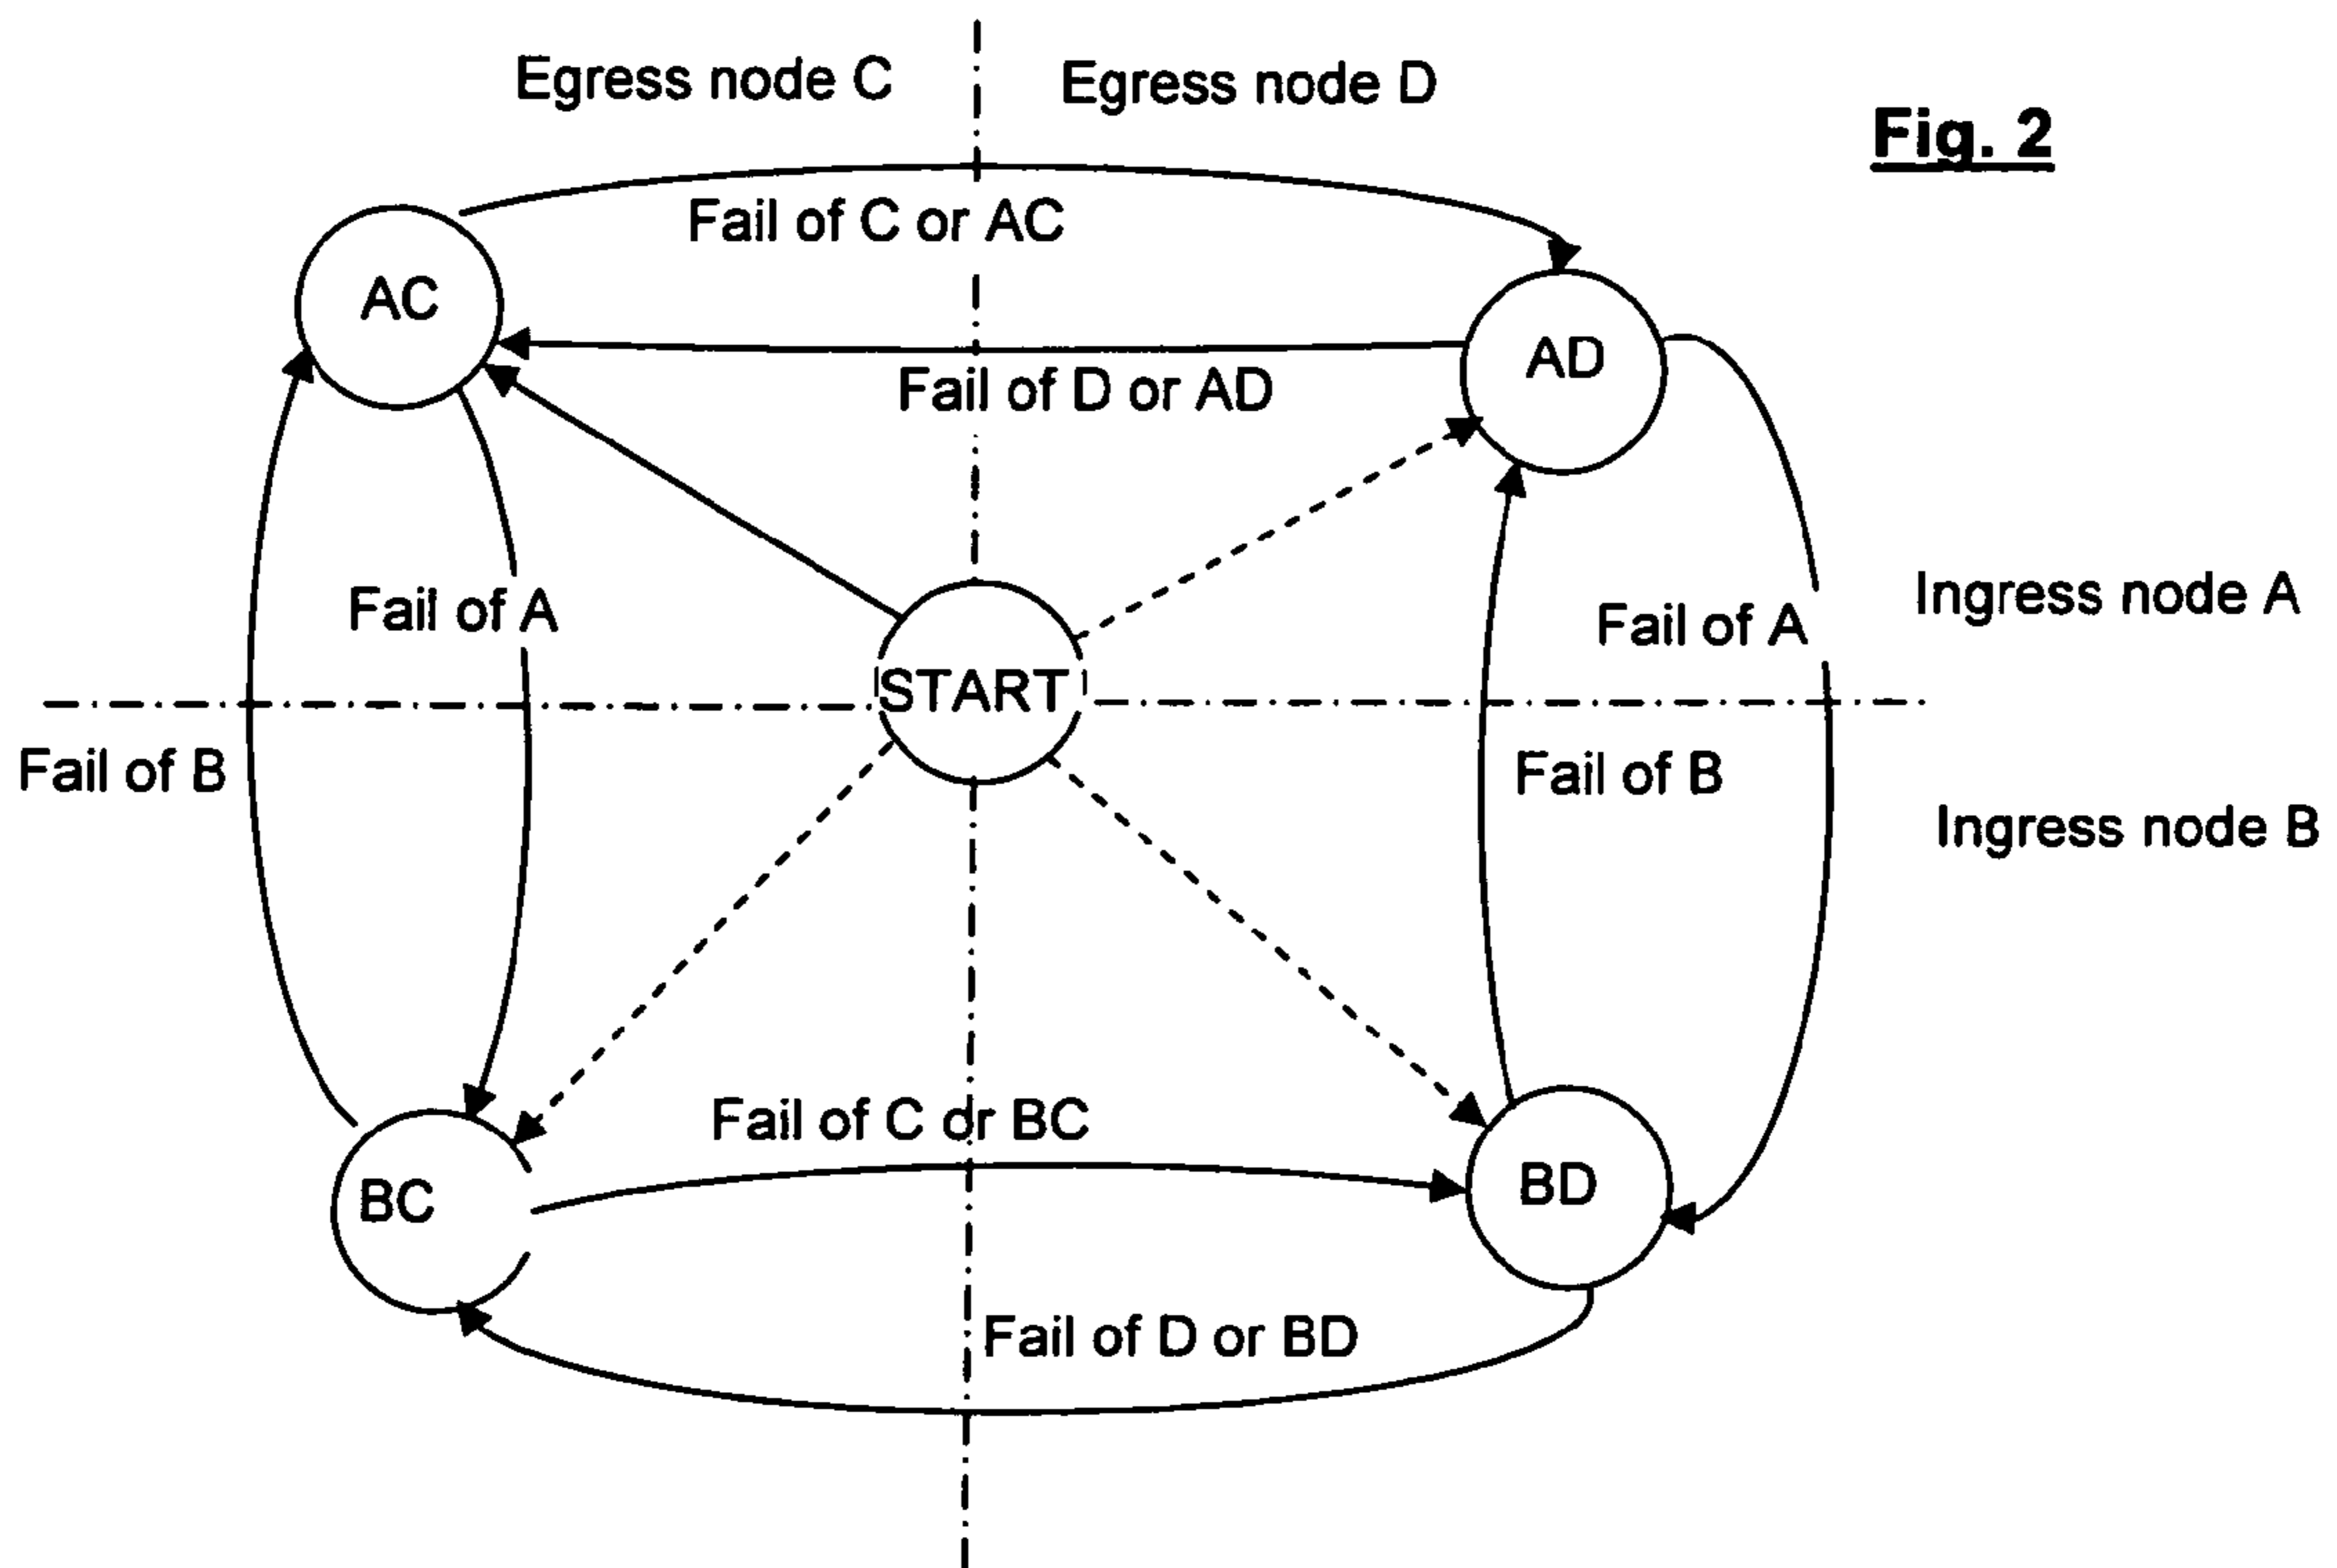 Egress node C
Egress node D
Fig. 2
Fail of C or AC
AC
AD
Fail of D or AD
Fail of A
Ingress node A
Fail of A
START
Fail of B
Fail of B
Ingress node B
Fail of C or BC
BC
BD
Fail of D or BD